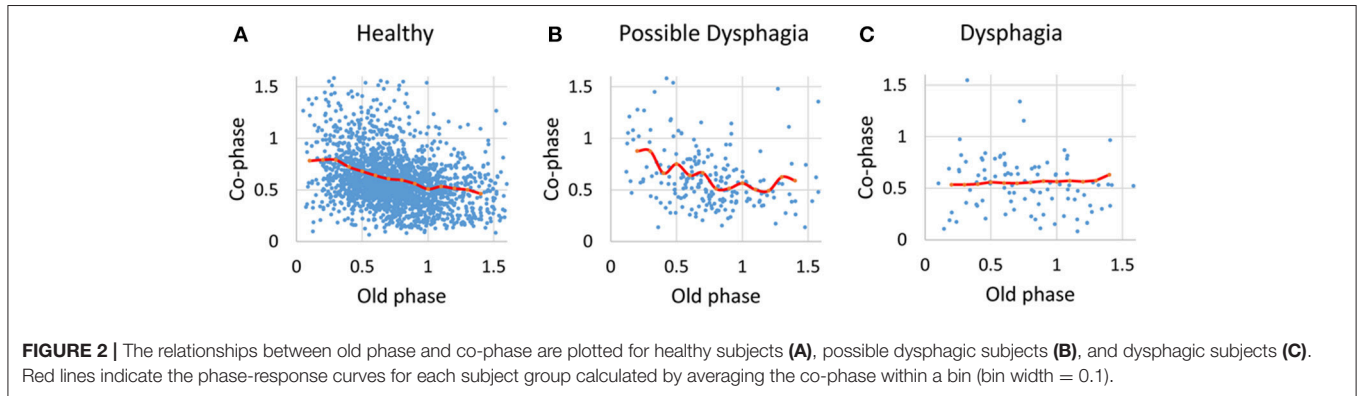 A Healthy
1.5
1
0.5
0
Co-phase
0 0.5 1 1.5
Old phase
B Possible Dysphagia
1.5
1
0.5
0
Co-phase
0 0.5 1 1.5
Old phase
C Dysphagia
1.5
1
0.5
0
Co-phase
0 0.5 1 1.5
Old phase
FIGURE 2 | The relationships between old phase and co-phase are plotted for healthy subjects (A), possible dysphagic subjects (B), and dysphagic subjects (C).
Red lines indicate the phase-response curves for each subject group calculated by averaging the co-phase within a bin (bin width = 0.1).